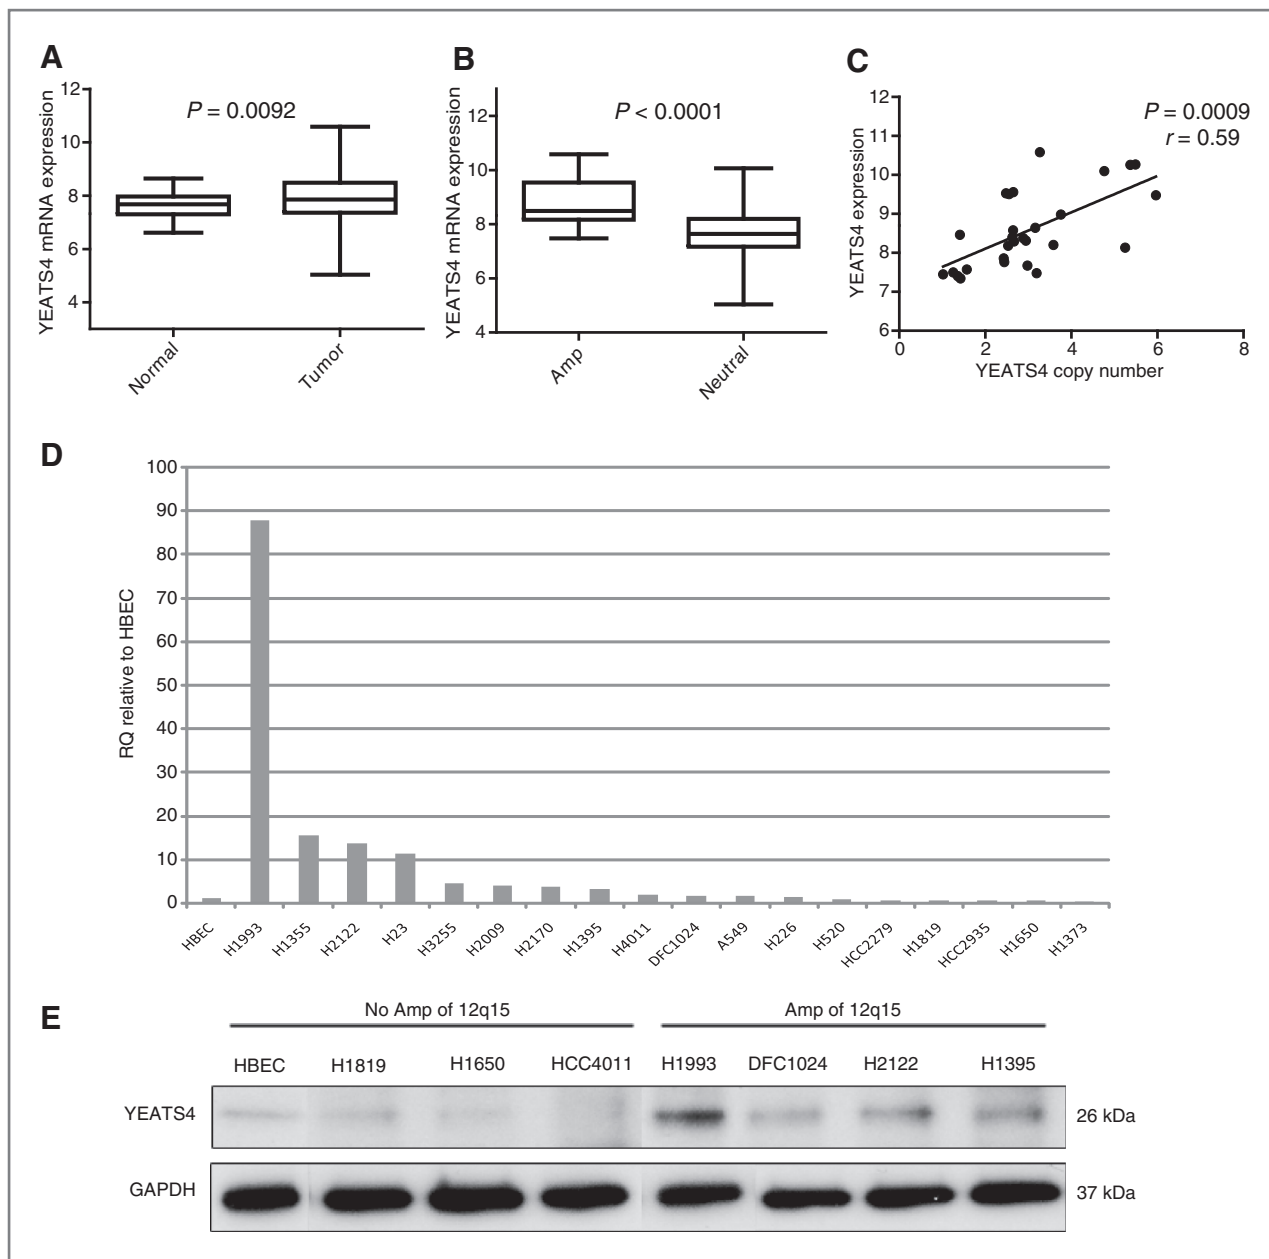 A
YEATS4 mRNA expression
12
10
8
6
4
P = 0.0092
Normal
Tumor
B
YEATS4 mRNA expression
12
10
8
6
4
P < 0.0001
Amp
Neutral
C
YEATS4 expression
12
11
10
9
8
7
6
P = 0.0009
r = 0.59
0
2
4
6
8
YEATS4 copy number
D
RQ relative to HBEC
100
90
80
70
60
50
40
30
20
10
0
HBEC
H1993
H1355
H2122
H23
H3255
H2009
H2170
H1395
H4011
DFC1024
A549
H226
H520
HCC2279
H1819
HCC2935
H1650
H1373
E
No Amp of 12q15
Amp of 12q15
HBEC H1819 H1650 HCC4011 H1993 DFC1024 H2122 H1395
YEATS4
26 kDa
GAPDH
37 kDa